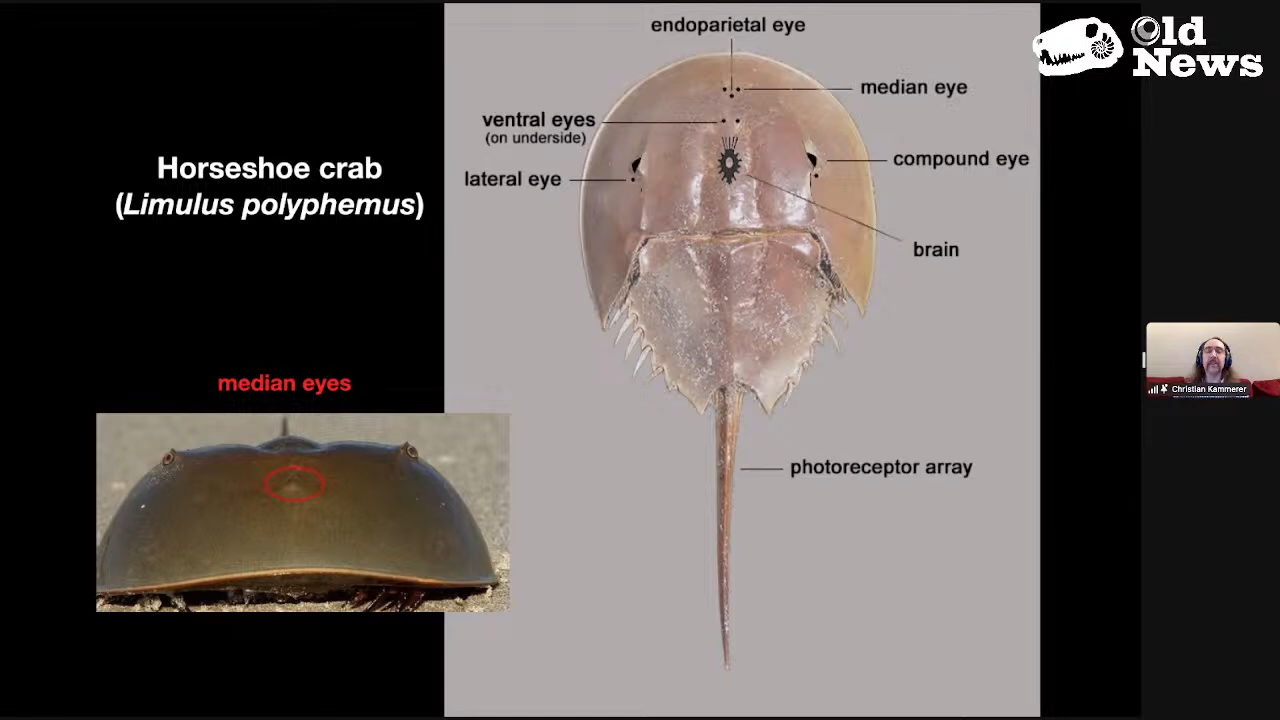 Old
News
endoparietal eye
median eye
ventral eyes
(on underside)
compound eye
lateral eye
brain
photoreceptor array
Horseshoe crab
(Limulus polyphemus)
median eyes
Christian Kammerer